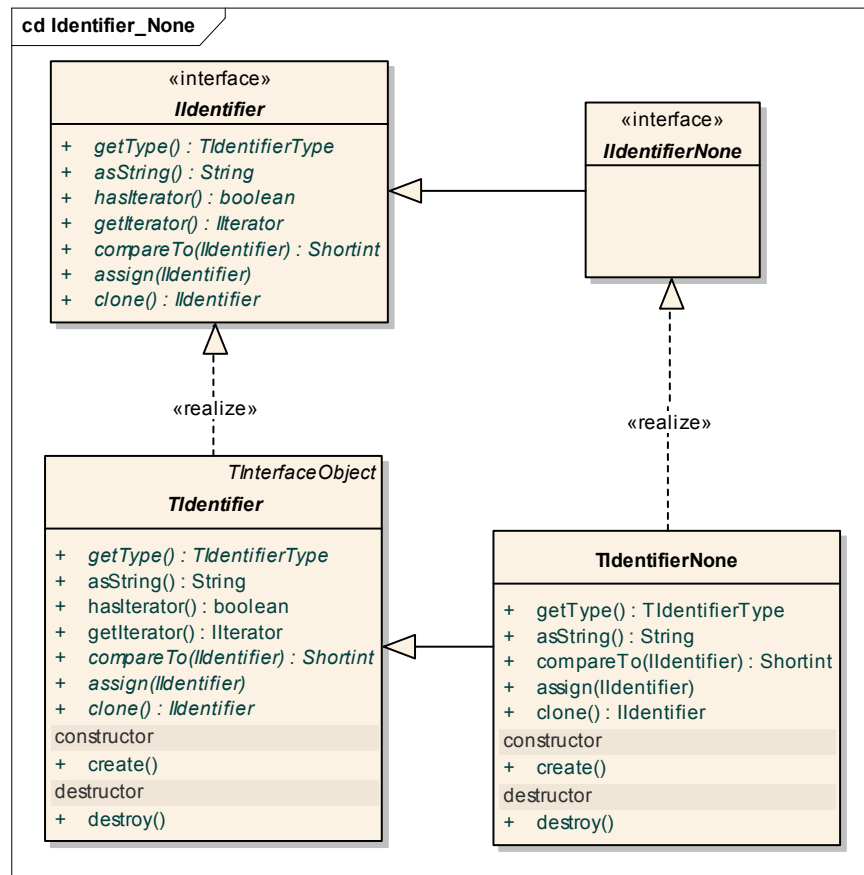 cd Identifier_None
«interface»
IIdentifier
+ getType() : TIdentifierType
+ asString() : String
+ hasIterator() : boolean
+ getIterator() : IIterator
+ compareTo(IIdentifier) : Shortint
+ assign(IIdentifier)
+ clone() : IIdentifier
«interface»
IIdentifierNone
«realize»
«realize»
TInterfaceObject
TIdentifier
+ getType() : TIdentifierType
+ asString() : String
+ hasIterator() : boolean
+ getIterator() : IIterator
+ compareTo(IIdentifier) : Shortint
+ assign(IIdentifier)
+ clone() : IIdentifier
constructor
+ create()
destructor
+ destroy()
TIdentifierNone
+ getType() : TIdentifierType
+ asString() : String
+ compareTo(IIdentifier) : Shortint
+ assign(IIdentifier)
+ clone() : IIdentifier
constructor
+ create()
destructor
+ destroy()